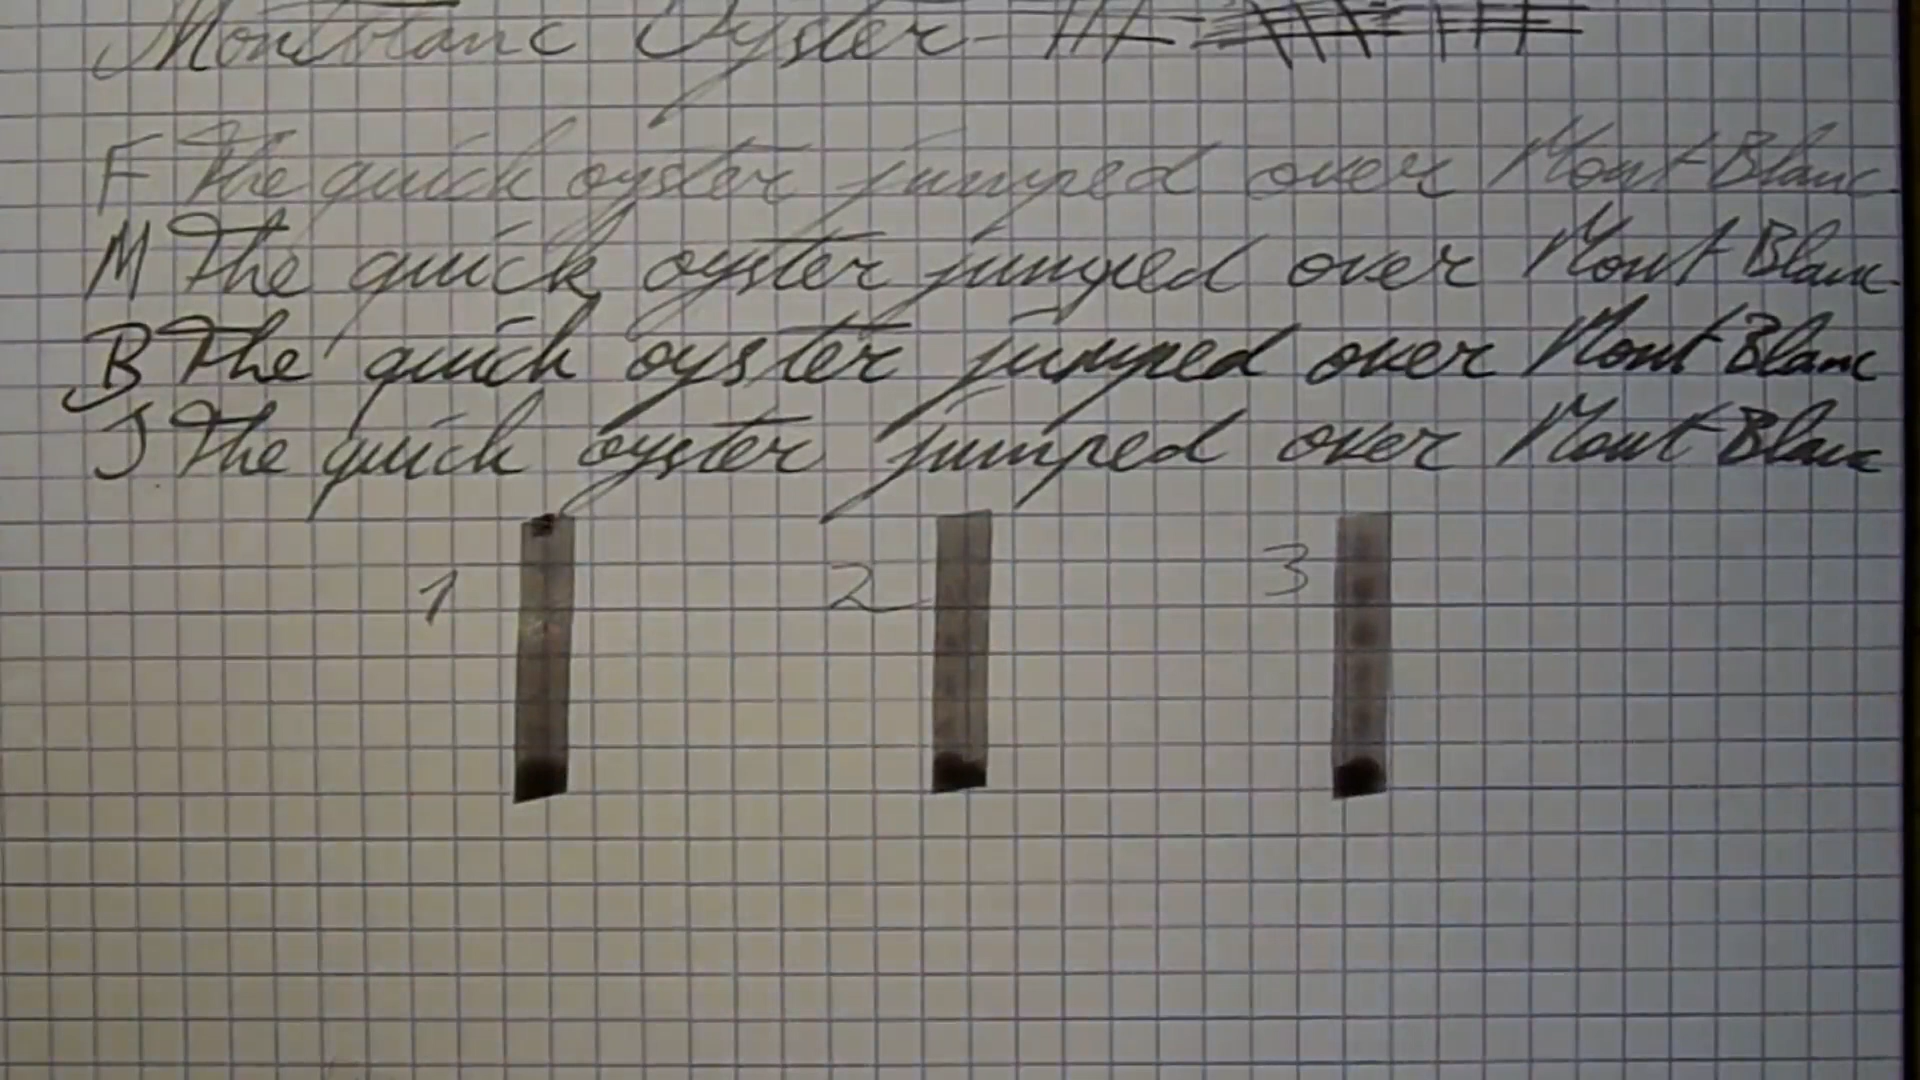 Montblanc Oyster
F The quick oyster jumped over Mont Blanc
M The quick oyster jumped over Mont Blanc
B The quick oyster jumped over Mont Blanc
J The quick oyster jumped over Mont Blanc
1 2 3